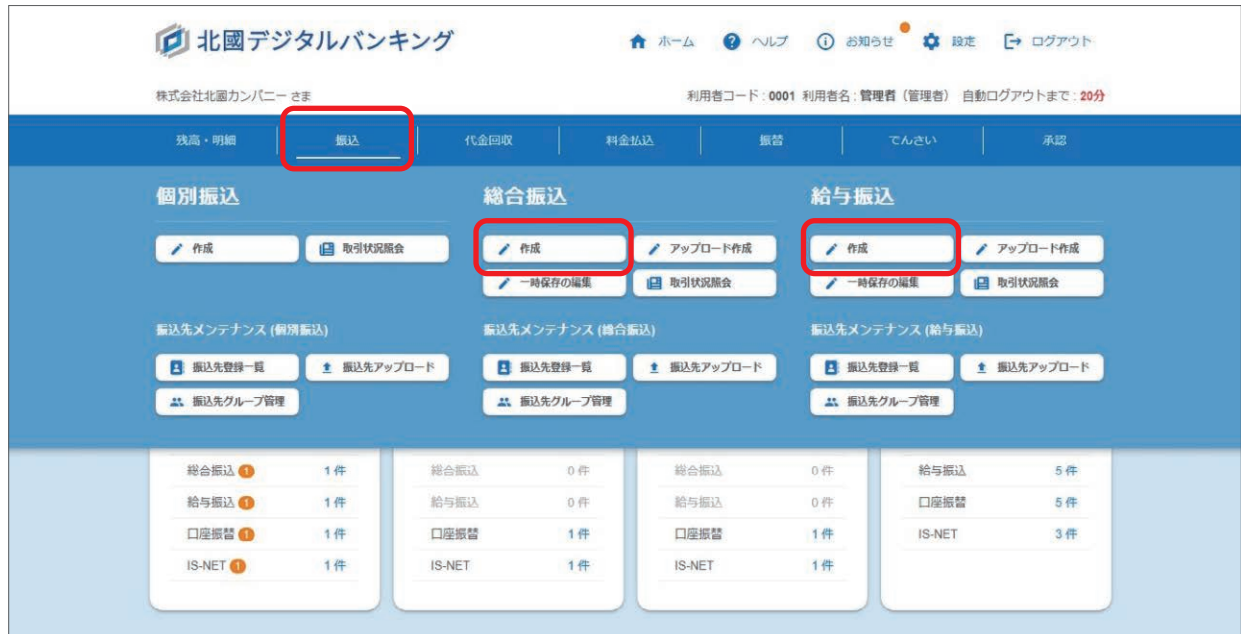 北國デジタルバンキング
ホーム ヘルプ お知らせ 設定 ログアウト
株式会社北國カンパニー さま
利用者コード : 0001 利用者名 : 管理者 (管理者) 自動ログアウトまで : 20分
残高・明細 振込 代金回収 料金払込 振替 でんさい 承認
個別振込 総合振込 給与振込
作成 取引状況照会 作成 アップロード作成 作成 アップロード作成
一時保存の編集 取引状況照会 一時保存の編集 取引状況照会
振込先メンテナンス (個別振込) 振込先メンテナンス (総合振込) 振込先メンテナンス (給与振込)
振込先登録一覧 振込先アップロード 振込先登録一覧 振込先アップロード 振込先登録一覧 振込先アップロード
振込先グループ管理 振込先グループ管理 振込先グループ管理
総合振込 1 1 件 総合振込 0 件 総合振込 0 件 給与振込 5 件
給与振込 1 1 件 給与振込 0 件 給与振込 0 件 口座振替 5 件
口座振替 1 1 件 口座振替 1 件 口座振替 1 件 IS-NET 3 件
IS-NET 1 1 件 IS-NET 1 件 IS-NET 1 件